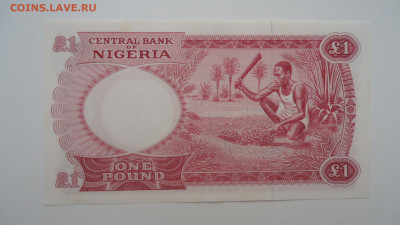 COINS.LAVE.RU
£1
CENTRAL BANK
OF
NIGERIA
£1
£1
ONE
POUND
£1